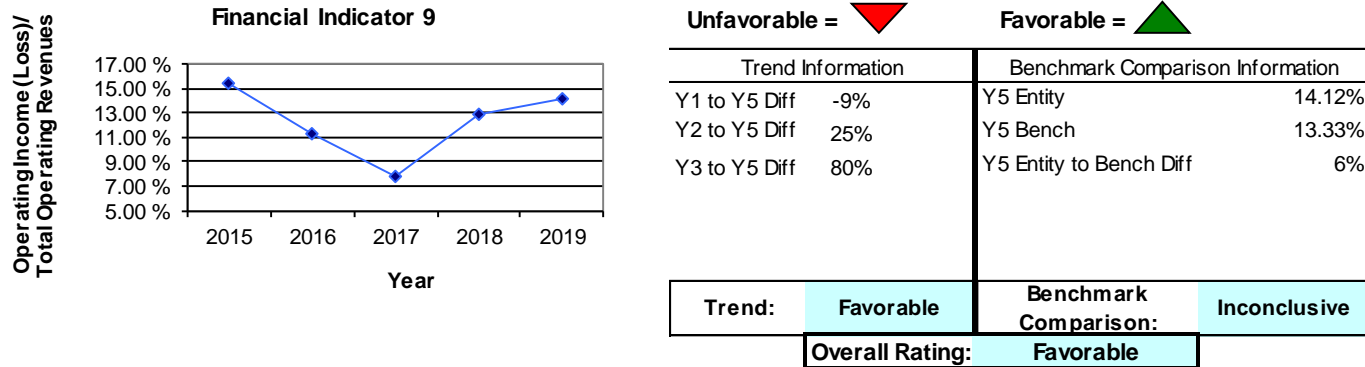 Financial Indicator 9
Operating Income (Loss)/
Total Operating Revenues
17.00 %
15.00 %
13.00 %
11.00 %
9.00 %
7.00 %
5.00 %
2015 2016 2017 2018 2019
Year
Unfavorable = Favorable =
Trend Information Benchmark Comparison Information
Y1 to Y5 Diff -9% Y5 Entity 14.12%
Y2 to Y5 Diff 25% Y5 Bench 13.33%
Y3 to Y5 Diff 80% Y5 Entity to Bench Diff 6%
Trend: Favorable Benchmark Comparison: Inconclusive
Overall Rating: Favorable